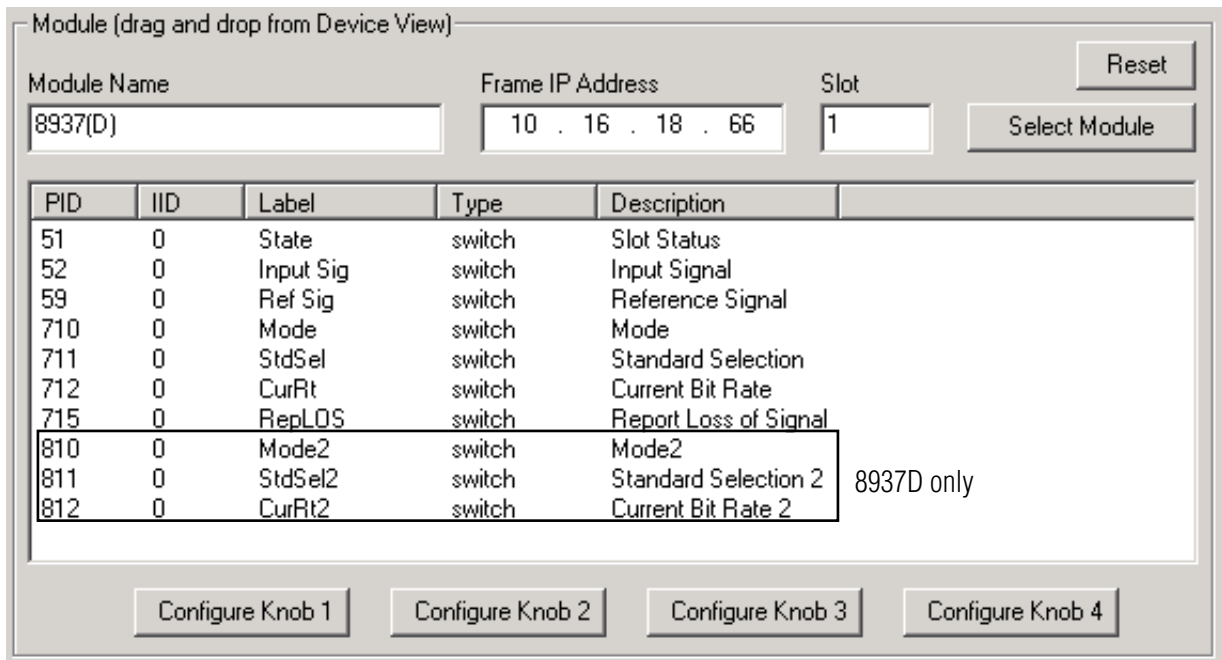 Module (drag and drop from Device View)
Reset
Module Name Frame IP Address Slot
8937(D) 10 . 16 . 18 . 66 1 Select Module
PID IID Label Type Description
51 0 State switch Slot Status
52 0 Input Sig switch Input Signal
59 0 Ref Sig switch Reference Signal
710 0 Mode switch Mode
711 0 StdSel switch Standard Selection
712 0 CurRt switch Current Bit Rate
715 0 RepLOS switch Report Loss of Signal
810 0 Mode2 switch Mode2
811 0 StdSel2 switch Standard Selection 2 8937D only
812 0 CurRt2 switch Current Bit Rate 2
Configure Knob 1 Configure Knob 2 Configure Knob 3 Configure Knob 4